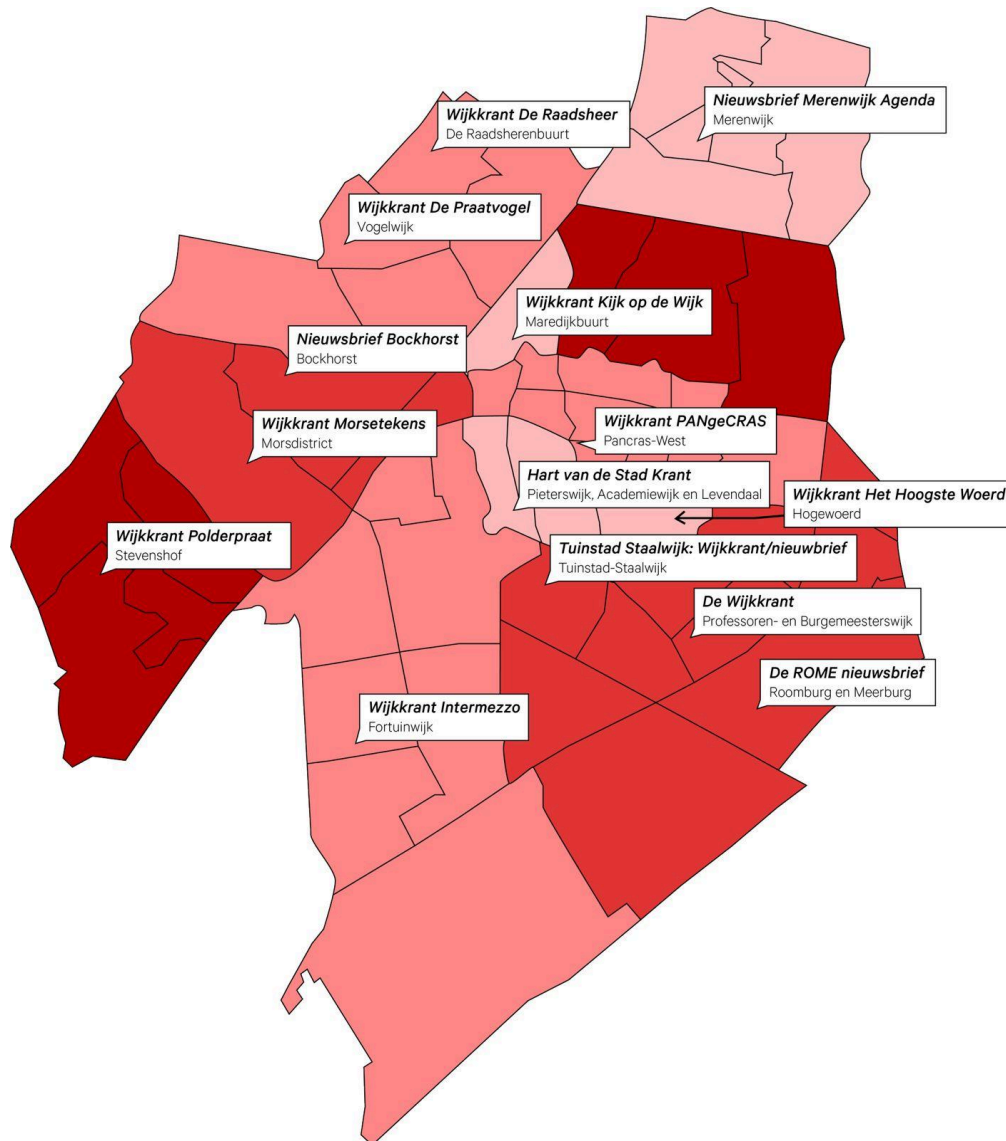 Nieuwsbrief Merenwijk Agenda
Merenwijk
Wijkkrant De Raadsheer
De Raadsherenbuurt
Wijkkrant De Praatvogel
Vogelwijk
Wijkkrant Kijk op de Wijk
Maredijkbuurt
Nieuwsbrief Bockhorst
Bockhorst
Wijkkrant Morsetekens
Morsdistrict
Wijkkrant PANgeCRAS
Pancras-West
Hart van de Stad Krant
Pieterswijk, Academiewijk en Levendaal
Wijkkrant Het Hoogste Woerd
Hogewoerd
Wijkkrant Polderpraat
Stevenshof
Tuinstad Staalwijk: Wijkkrant/nieuwbrief
Tuinstad-Staalwijk
De Wijkkrant
Professoren- en Burgemeesterswijk
De ROME nieuwsbrief
Roomburg en Meerburg
Wijkkrant Intermezzo
Fortuinwijk